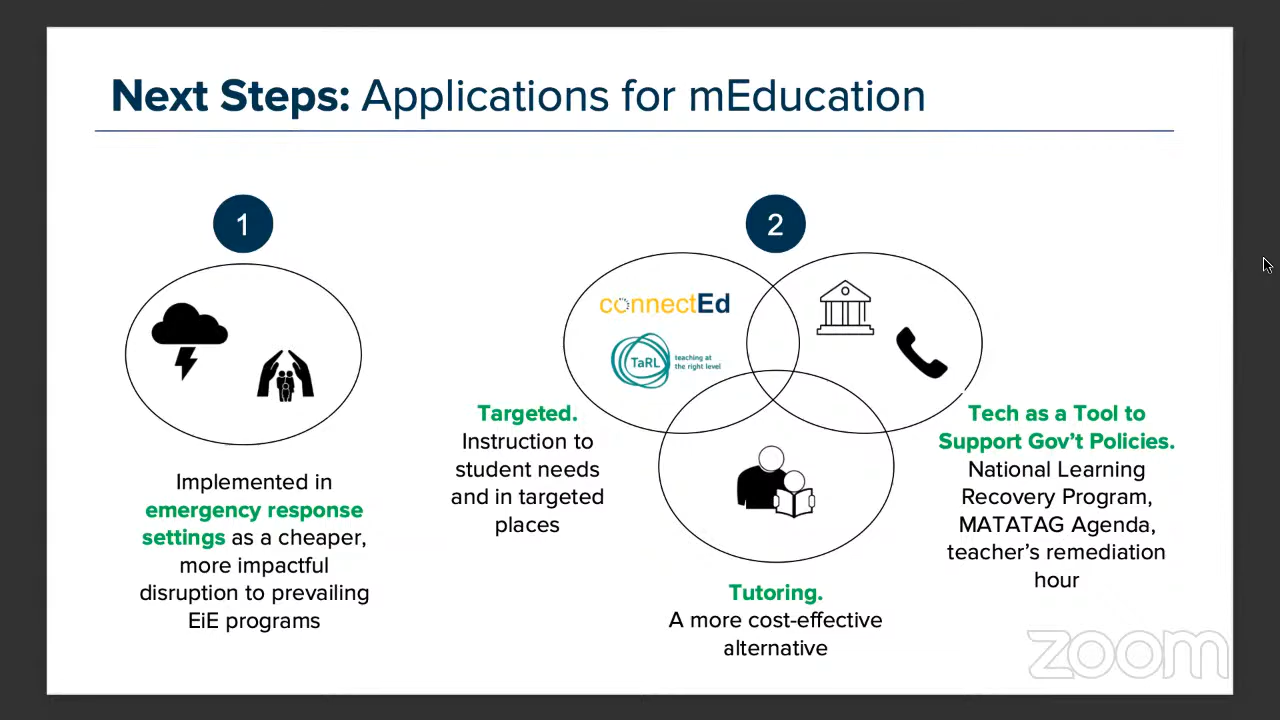 Next Steps: Applications for mEducation
1
Implemented in
emergency response
settings as a cheaper,
more impactful
disruption to prevailing
EiE programs
2
connectEd
TaRL
teaching at
the right level
Targeted.
Instruction to
student needs
and in targeted
places
Tutoring.
A more cost-effective
alternative
Tech as a Tool to
Support Gov’t Policies.
National Learning
Recovery Program,
MATATAG Agenda,
teacher’s remediation
hour
zoom